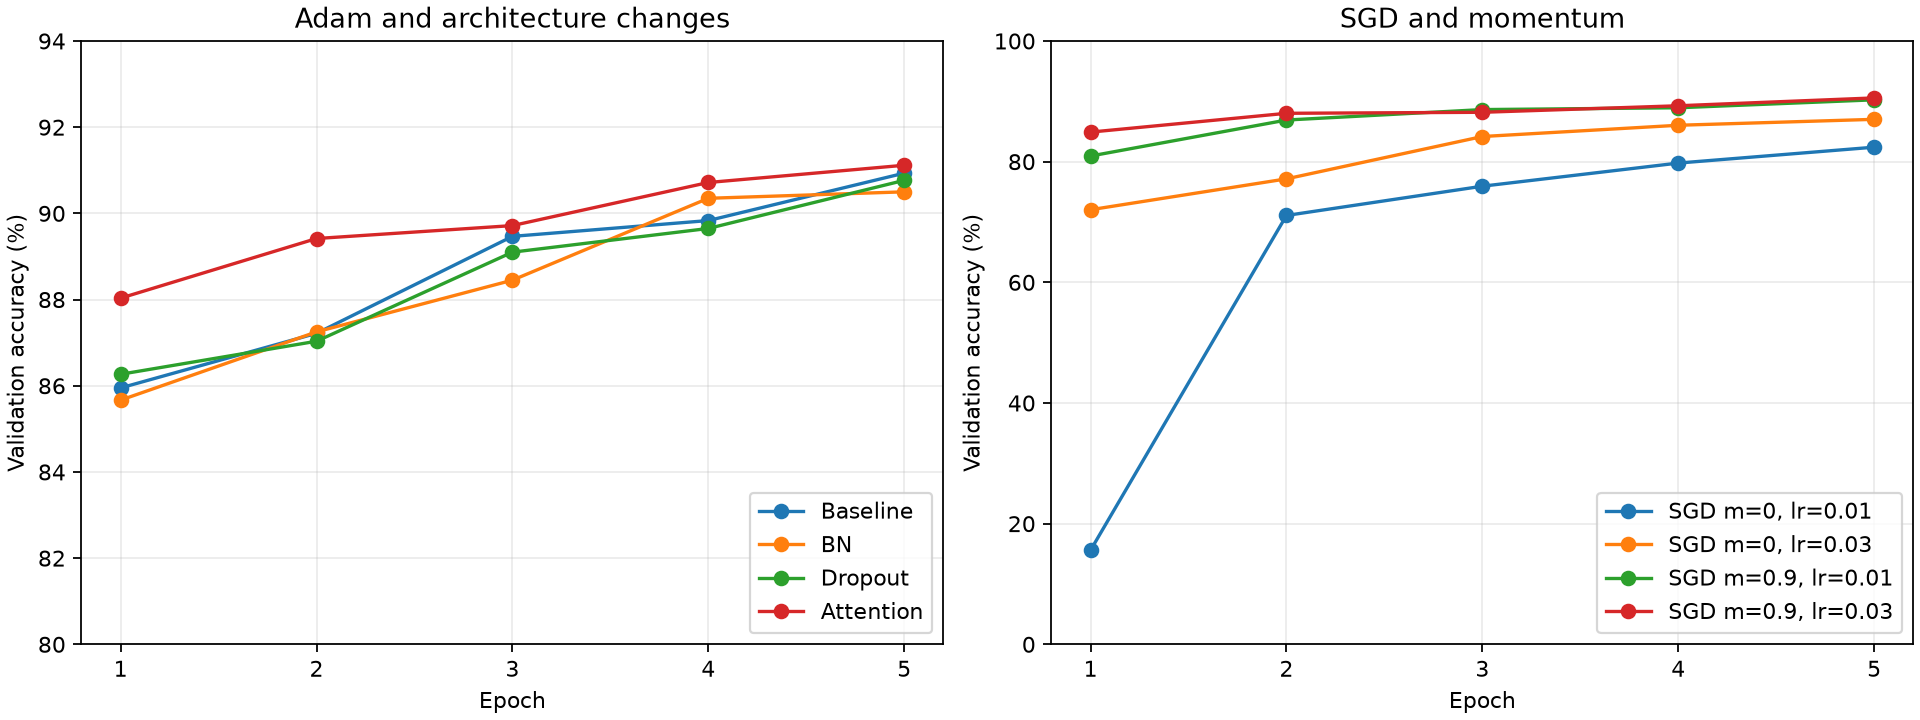 Adam and architecture changes
Validation accuracy (%)
94
92
90
88
86
84
82
80
1 2 3 4 5
Epoch
Baseline
BN
Dropout
Attention
SGD and momentum
Validation accuracy (%)
100
80
60
40
20
0
1 2 3 4 5
Epoch
SGD m=0, lr=0.01
SGD m=0, lr=0.03
SGD m=0.9, lr=0.01
SGD m=0.9, lr=0.03